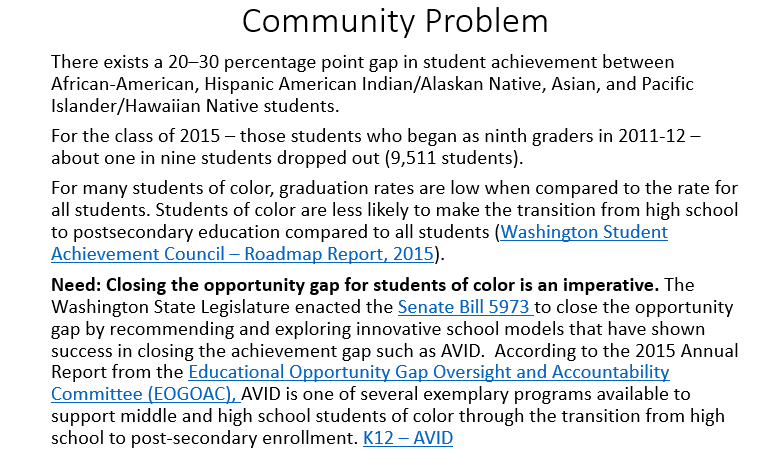 Community Problem
There exists a 20–30 percentage point gap in student achievement between
African-American, Hispanic American Indian/Alaskan Native, Asian, and Pacific
Islander/Hawaiian Native students.
For the class of 2015 – those students who began as ninth graders in 2011-12 –
about one in nine students dropped out (9,511 students).
For many students of color, graduation rates are low when compared to the rate for
all students. Students of color are less likely to make the transition from high school
to postsecondary education compared to all students (Washington Student
Achievement Council – Roadmap Report, 2015).
Need: Closing the opportunity gap for students of color is an imperative. The
Washington State Legislature enacted the Senate Bill 5973 to close the opportunity
gap by recommending and exploring innovative school models that have shown
success in closing the achievement gap such as AVID.  According to the 2015 Annual
Report from the Educational Opportunity Gap Oversight and Accountability
Committee (EOGOAC), AVID is one of several exemplary programs available to
support middle and high school students of color through the transition from high
school to post-secondary enrollment. K12 – AVID